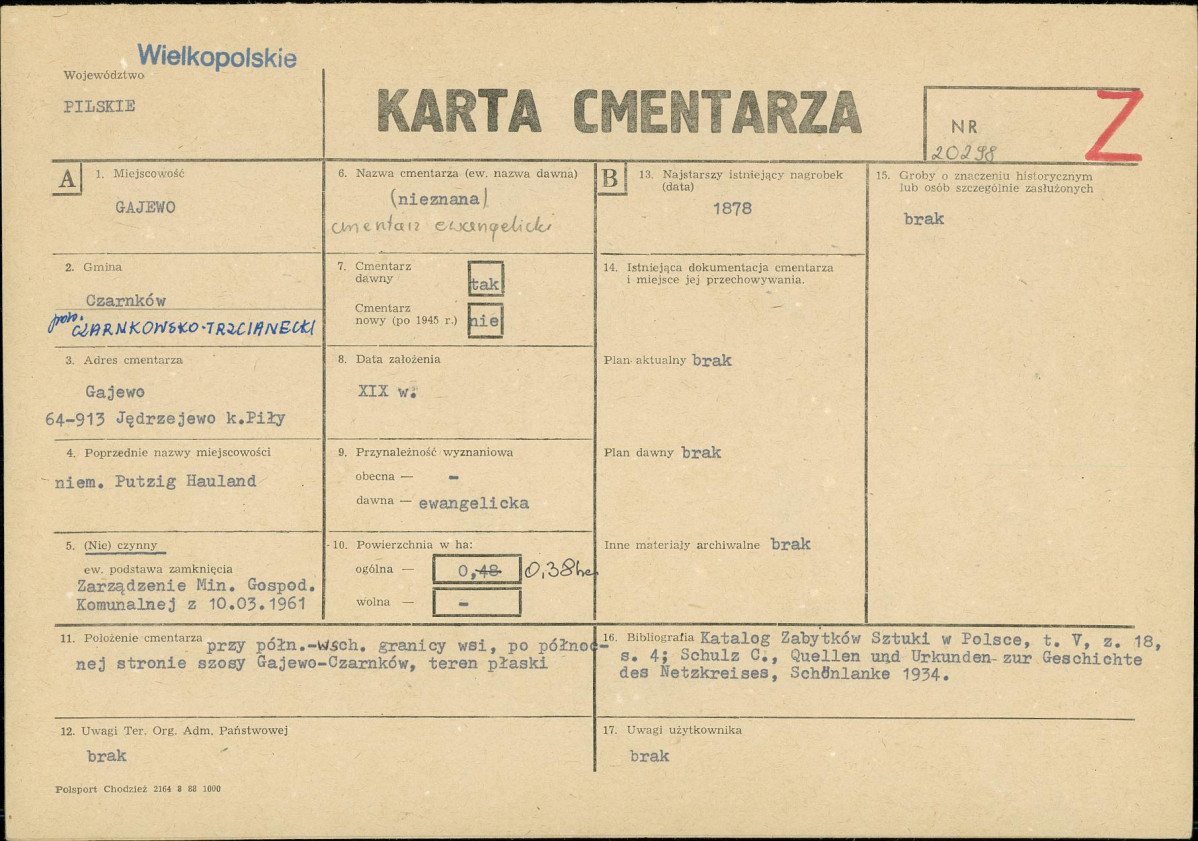 Wielkopolskie
Województwo
PILSKIE
KARTA CMENTARZA
NR
20298
Z
A
1. Miejscowość
GAJEWO
2. Gmina
Czarnków
pow.
CZARNKOWSKO-TRZCIANECKI
3. Adres cmentarza
Gajewo
64-913 Jędrzejewo k.Piły
4. Poprzednie nazwy miejscowości
niem. Putzig Hauland
5. (Nie) czynny
ew. podstawa zamknięcia
Zarządzenie Min. Gospod.
Komunalnej z 10.03.1961
6. Nazwa cmentarza (ew. nazwa dawna)
(nieznana)
cmentarz ewangelicki
7. Cmentarz
dawny
tak
Cmentarz
nowy (po 1945 r.)
nie
8. Data założenia
XIX w.
9. Przynależność wyznaniowa
obecna — -
dawna — ewangelicka
10. Powierzchnia w ha:
ogólna — 0,48 0,38 ha
wolna — -
B
13. Najstarszy istniejący nagrobek
(data)
1878
14. Istniejąca dokumentacja cmentarza
i miejsce jej przechowywania.
Plan aktualny brak
Plan dawny brak
Inne materiały archiwalne brak
15. Groby o znaczeniu historycznym
lub osób szczególnie zasłużonych
brak
11. Położenie cmentarza przy półn.-wsch. granicy wsi, po północ-
nej stronie szosy Gajewo-Czarnków, teren płaski
16. Bibliografia Katalog Zabytków Sztuki w Polsce, t. V, z. 18,
s. 4; Schulz C., Quellen und Urkunden zur Geschichte
des Netzkreises, Schönlanke 1934.
12. Uwagi Ter. Org. Adm. Państwowej
brak
17. Uwagi użytkownika
brak
Polsport Chodzież 2164 8 88 1000